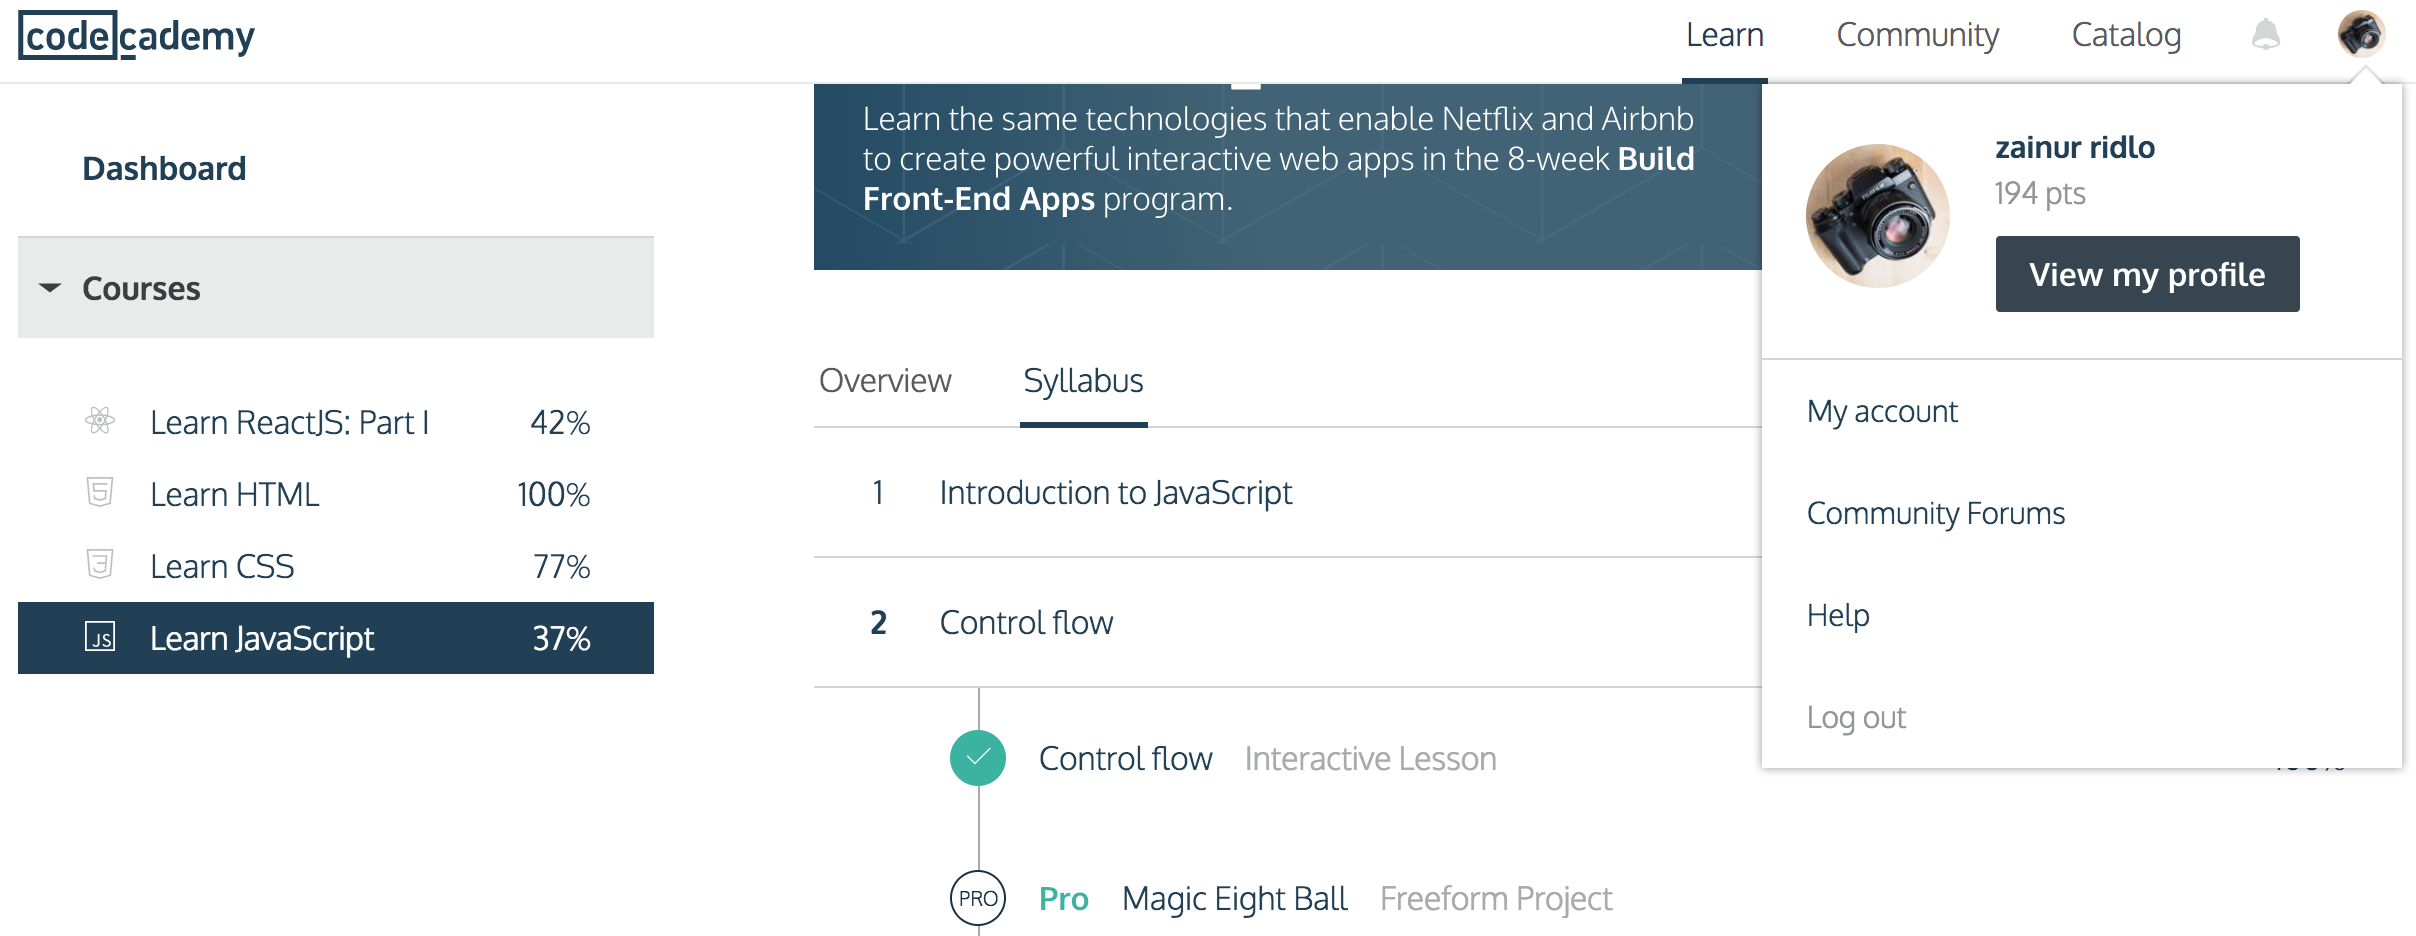 codecademy
Learn
Community
Catalog
Dashboard
Courses
Learn ReactJS: Part I 42%
Learn HTML 100%
Learn CSS 77%
JS Learn JavaScript 37%
Learn the same technologies that enable Netflix and Airbnb
to create powerful interactive web apps in the 8-week Build
Front-End Apps program.
Overview
Syllabus
1 Introduction to JavaScript
2 Control flow
Control flow Interactive Lesson
PRO Pro Magic Eight Ball Freeform Project
zainur ridlo
194 pts
View my profile
My account
Community Forums
Help
Log out